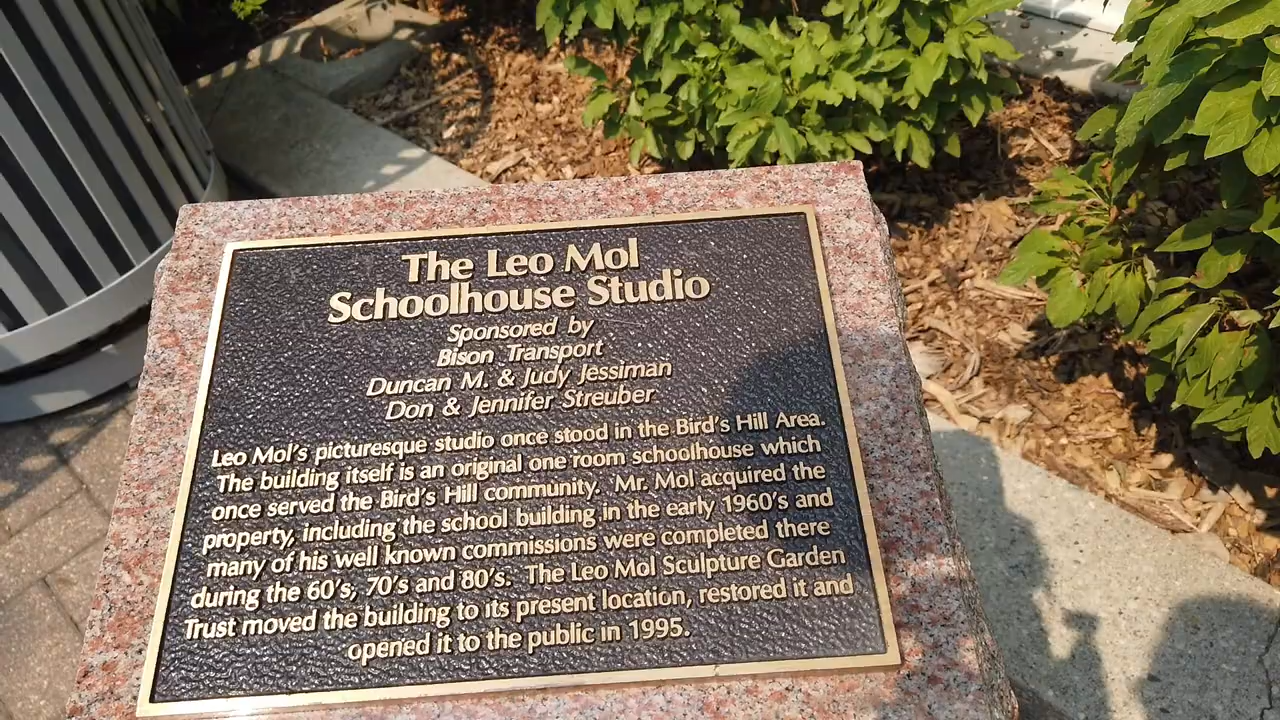 The Leo Mol
Schoolhouse Studio
Sponsored by
Bison Transport
Duncan M. & Judy Jessiman
Don & Jennifer Streuber
Leo Mol's picturesque studio once stood in the Bird's Hill Area.
The building itself is an original one room schoolhouse which
once served the Bird's Hill community. Mr. Mol acquired the
property, including the school building in the early 1960's and
many of his well known commissions were completed there
during the 60's, 70's and 80's. The Leo Mol Sculpture Garden
Trust moved the building to its present location, restored it and
opened it to the public in 1995.